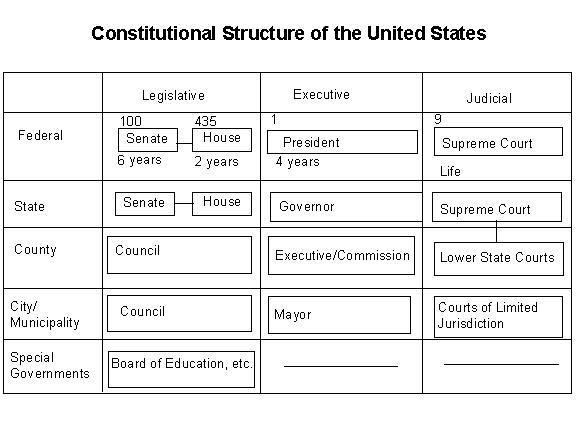 Constitutional Structure of the United States
Legislative Executive Judicial
100 435 1 9
Federal Senate House President Supreme Court
6 years 2 years 4 years
Life
State Senate House Governor Supreme Court
County Council Executive/Commission Lower State Courts
City/
Municipality Council Mayor Courts of Limited
Jurisdiction
Special
Governments Board of Education, etc.